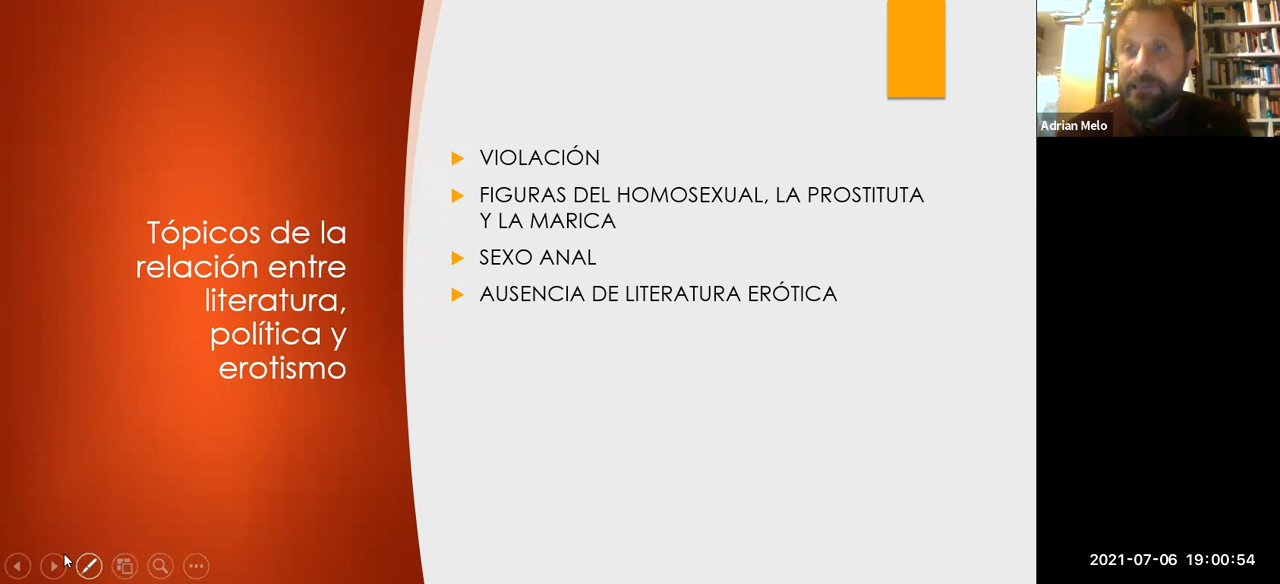 Tópicos de la
relación entre
literatura,
política y
erotismo
VIOLACIÓN
FIGURAS DEL HOMOSEXUAL, LA PROSTITUTA
Y LA MARICA
SEXO ANAL
AUSENCIA DE LITERATURA ERÓTICA
Adrian Melo
2021-07-06 19:00:54